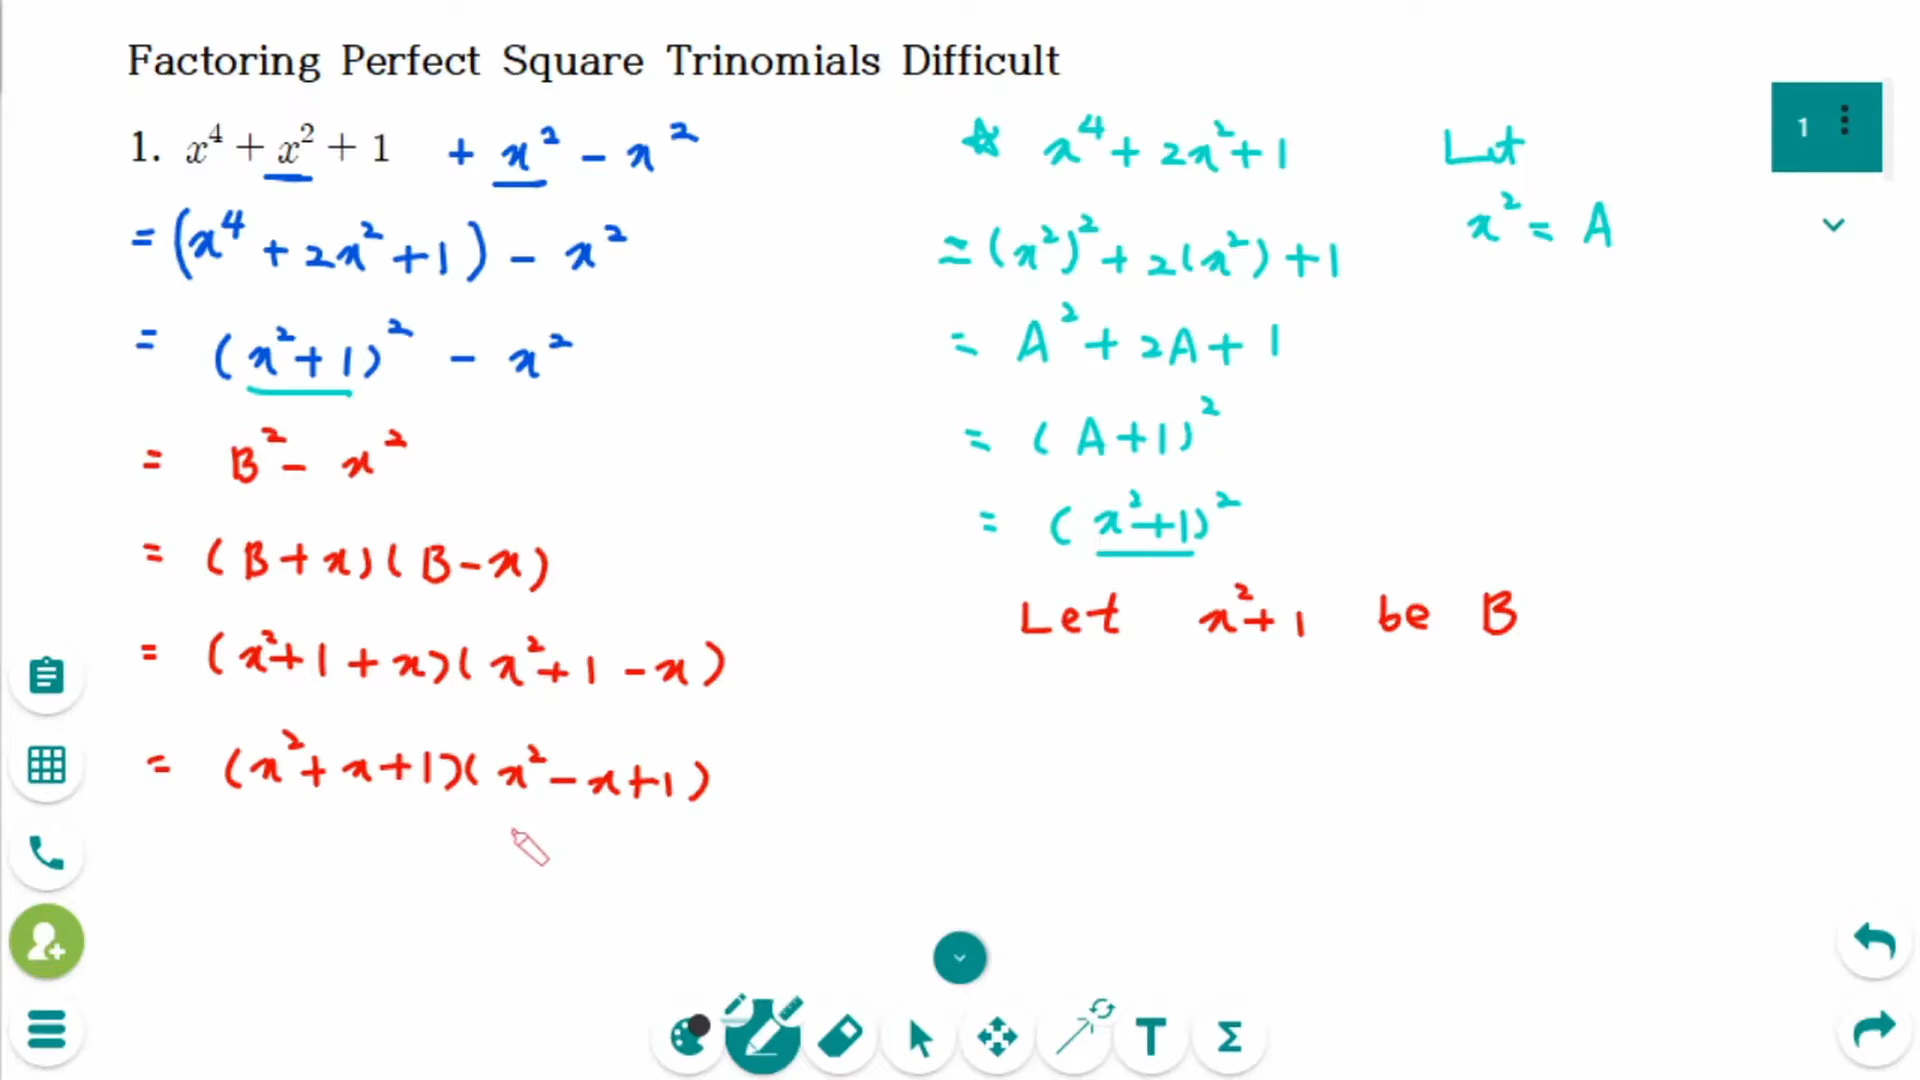 Factoring Perfect Square Trinomials Difficult
1. x⁴ + x² + 1 + x² − x²
= (x⁴ + 2x² + 1) − x²
= (x² + 1)² − x²
= B² − x²
= (B + x)(B − x)
= (x² + 1 + x)(x² + 1 − x)
= (x² + x + 1)(x² − x + 1)
☆ x⁴ + 2x² + 1
= (x²)² + 2(x²) + 1
= A² + 2A + 1
= (A + 1)²
= (x² + 1)²
Let x² + 1 be B
Let
x² = A
1
T Σ